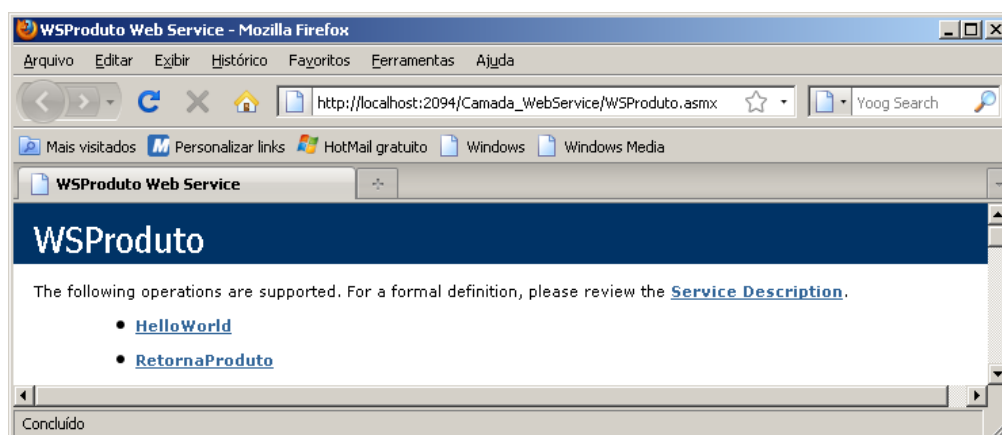 WSProduto Web Service - Mozilla Firefox
Arquivo Editar Exibir Histórico Favoritos Ferramentas Ajuda
http://localhost:2094/Camada_WebService/WSProduto.asmx Yoog Search
Mais visitados Personalizar links HotMail gratuito Windows Windows Media
WSProduto Web Service
WSProduto
The following operations are supported. For a formal definition, please review the Service Description.
HelloWorld
RetornaProduto
Concluído